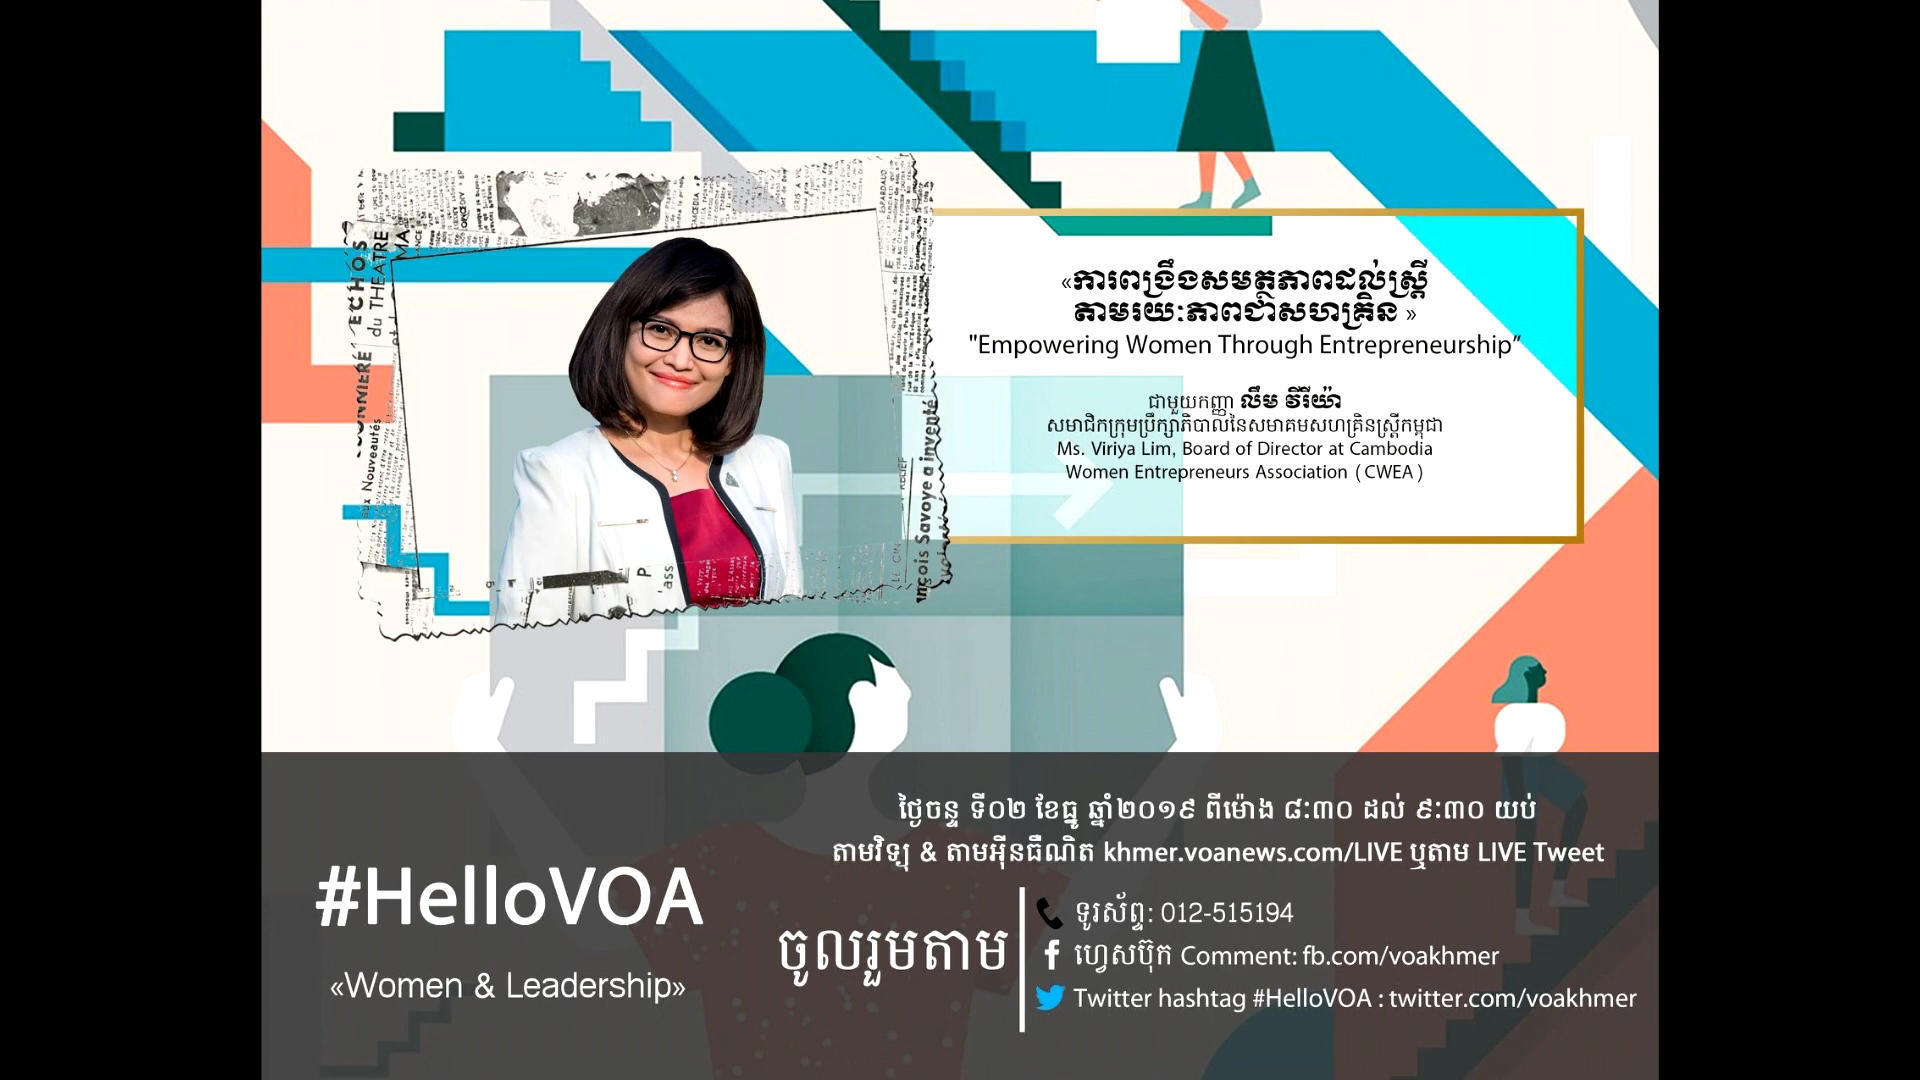 ECHOS
du THEATRE
Nouveautés
inçois Savoye a inventé
«ការពង្រឹងសមត្ថភាពដល់ស្ត្រី
តាមរយៈភាពជាសហគ្រិន »
"Empowering Women Through Entrepreneurship”
ជាមួយកញ្ញា លឹម វីរីយ៉ា
សមាជិកក្រុមប្រឹក្សាភិបាលនៃសមាគមសហគ្រិនស្ត្រីកម្ពុជា
Ms. Viriya Lim, Board of Director at Cambodia
Women Entrepreneurs Association (CWEA)
#HelloVOA
«Women & Leadership»
ថ្ងៃចន្ទ ទី០២ ខែធ្នូ ឆ្នាំ២០១៩ ពីម៉ោង ៨:៣០ ដល់ ៩:៣០ យប់
តាមវិទ្យុ & តាមអ៊ីនធឺណិត khmer.voanews.com/LIVE ឬតាម LIVE Tweet
ចូលរួមតាម
ទូរស័ព្ទ: 012-515194
ហ្វេសប៊ុក Comment: fb.com/voakhmer
Twitter hashtag #HelloVOA : twitter.com/voakhmer